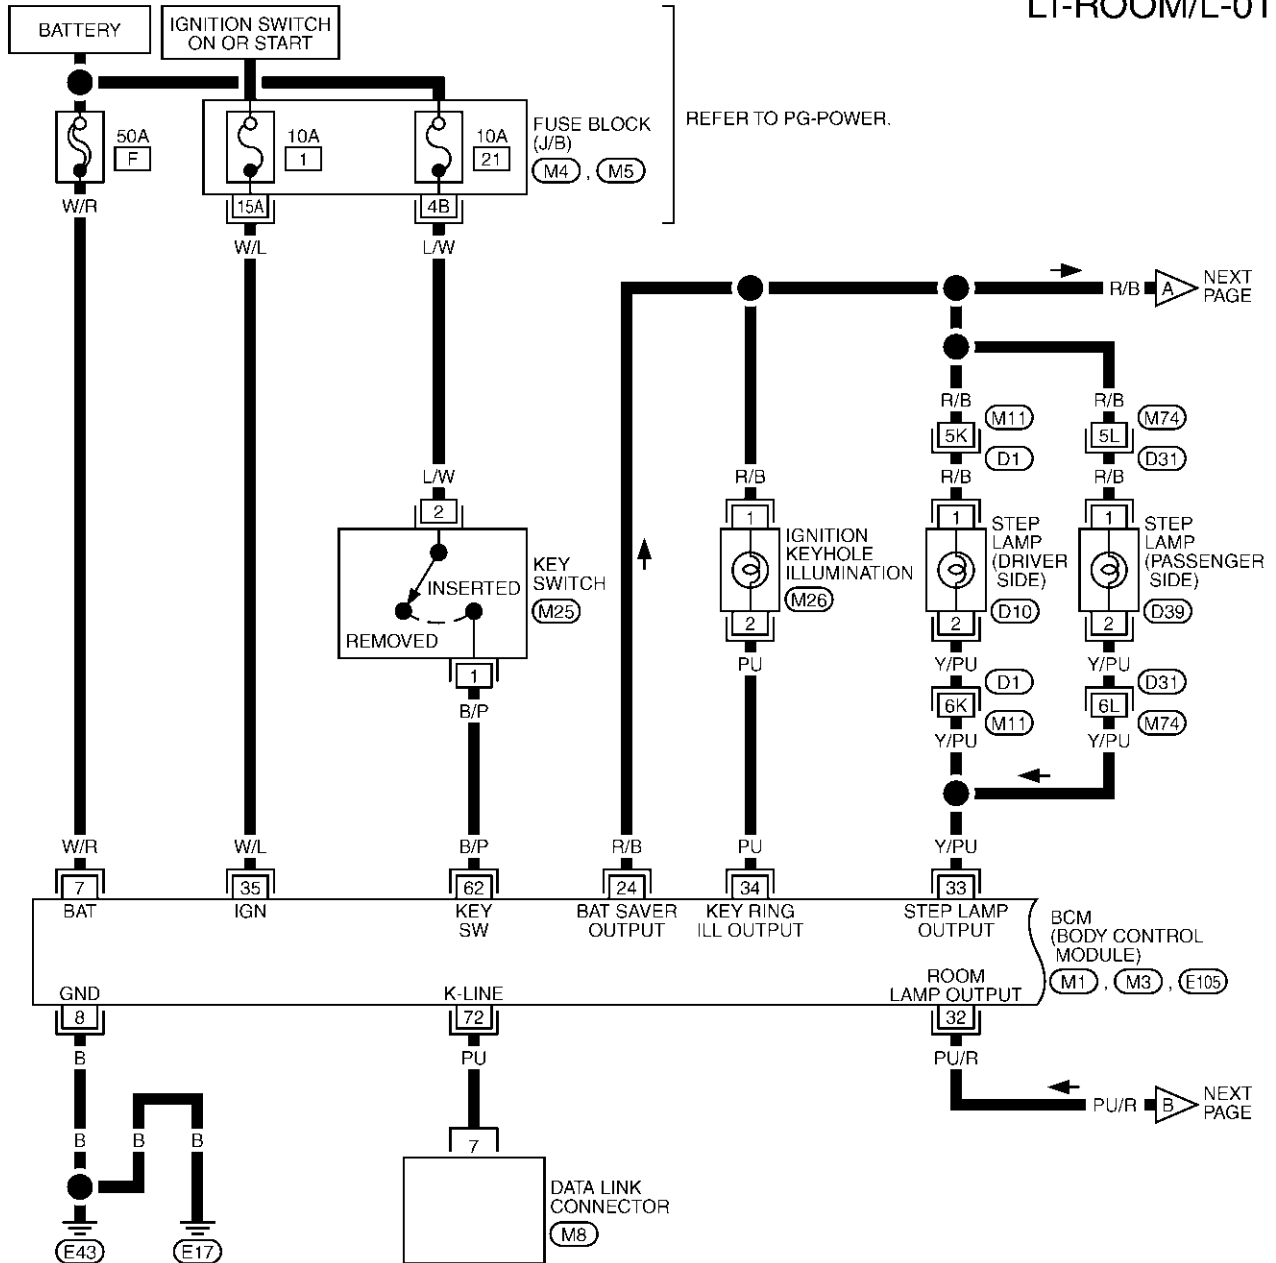 LT-ROOM/L-01
BATTERY
IGNITION SWITCH
ON OR START
50A
F
10A
1
10A
21
FUSE BLOCK
(J/B)
M4 , M5
REFER TO PG-POWER.
W/R
15A
4B
W/L
L/W
R/B
A
NEXT
PAGE
R/B
M11
R/B
M74
5K
5L
D1
D31
L/W
R/B
R/B
R/B
2
1
1
1
KEY
SWITCH
M25
INSERTED
REMOVED
IGNITION
KEYHOLE
ILLUMINATION
M26
STEP
LAMP
(DRIVER
SIDE)
D10
STEP
LAMP
(PASSENGER
SIDE)
D39
2
2
2
1
B/P
PU
Y/PU
Y/PU
D1
D31
6K
6L
M11
M74
Y/PU
Y/PU
W/R
W/L
B/P
R/B
PU
Y/PU
7
35
62
24
34
33
BAT
IGN
KEY
SW
BAT SAVER
OUTPUT
KEY RING
ILL OUTPUT
STEP LAMP
OUTPUT
BCM
(BODY CONTROL
MODULE)
M1 , M3 , E105
GND
K-LINE
ROOM
LAMP OUTPUT
8
72
32
B
PU
PU/R
PU/R
B
NEXT
PAGE
B
B
B
7
DATA LINK
CONNECTOR
M8
E43
E17